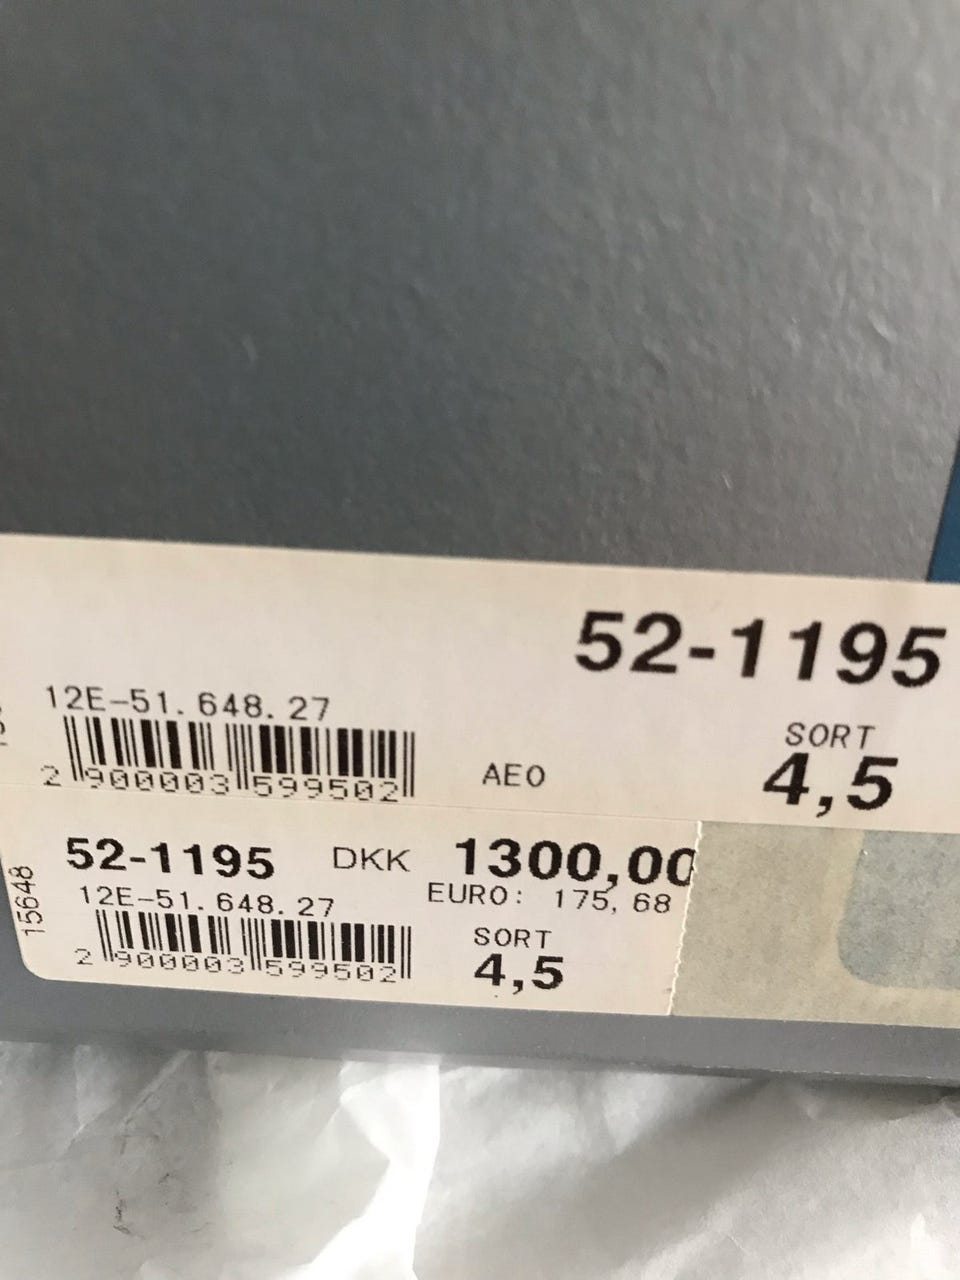 52-1195
12E-51.648.27
SORT
2 900003 599502
AEO
4,5
52-1195 DKK 1300,00
12E-51.648.27
EURO: 175,68
15648
2 900003 599502
SORT
4,5